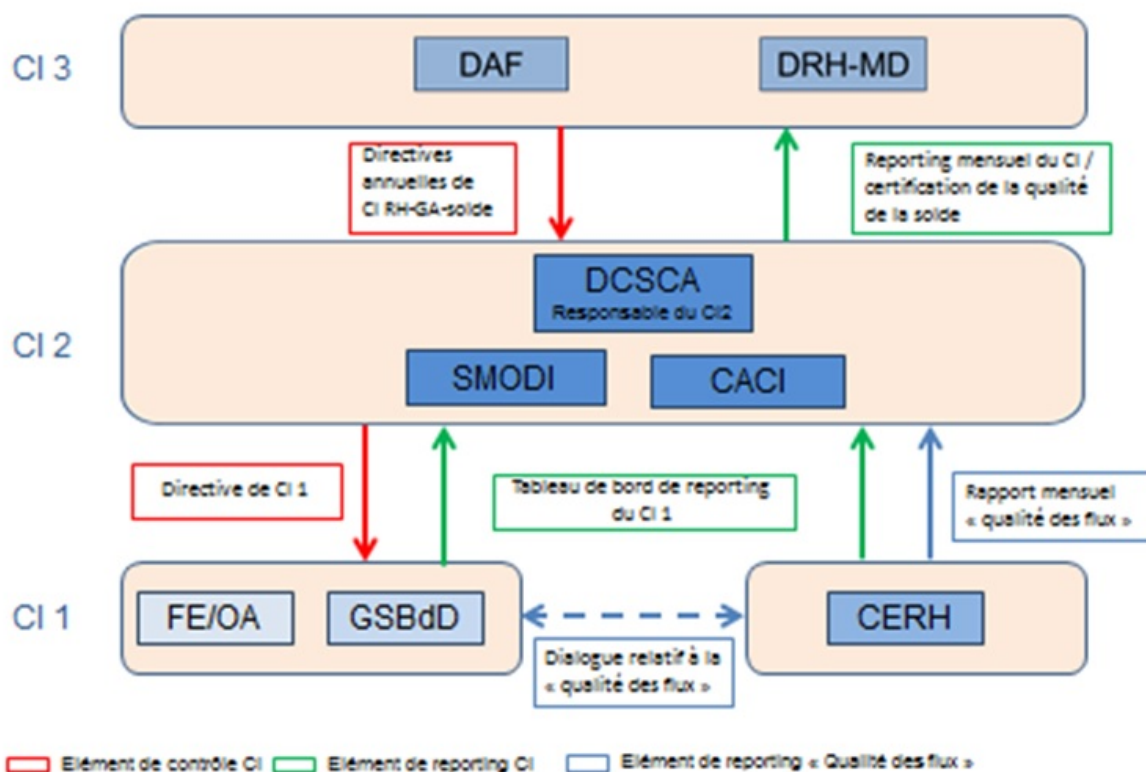 CI 3
DAF
DRH-MD
Directives
annuelles de
CI RH-GA-solde
Reporting mensuel du CI /
certification de la qualité
de la solde
CI 2
DCSCA
Responsable du CI2
SMODI
CACI
Directive de CI 1
Tableau de bord de reporting
du CI 1
Rapport mensuel
« qualité des flux »
CI 1
FE/OA
GSBdD
CERH
Dialogue relatif à la
« qualité des flux »
Elément de contrôle CI
Elément de reporting CI
Elément de reporting « Qualité des flux »